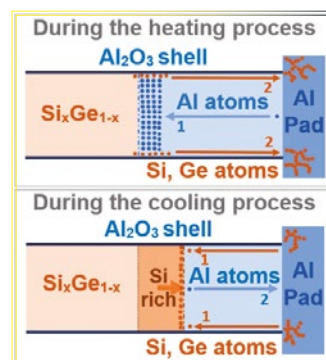 During the heating process
Al₂O₃ shell
2
SiₓGe₁₋ₓ
Al atoms
1
Al
Pad
2
Si, Ge atoms
During the cooling process
Al₂O₃ shell
1
SiₓGe₁₋ₓ
Si
rich
Al atoms
2
Al
Pad
1
Si, Ge atoms